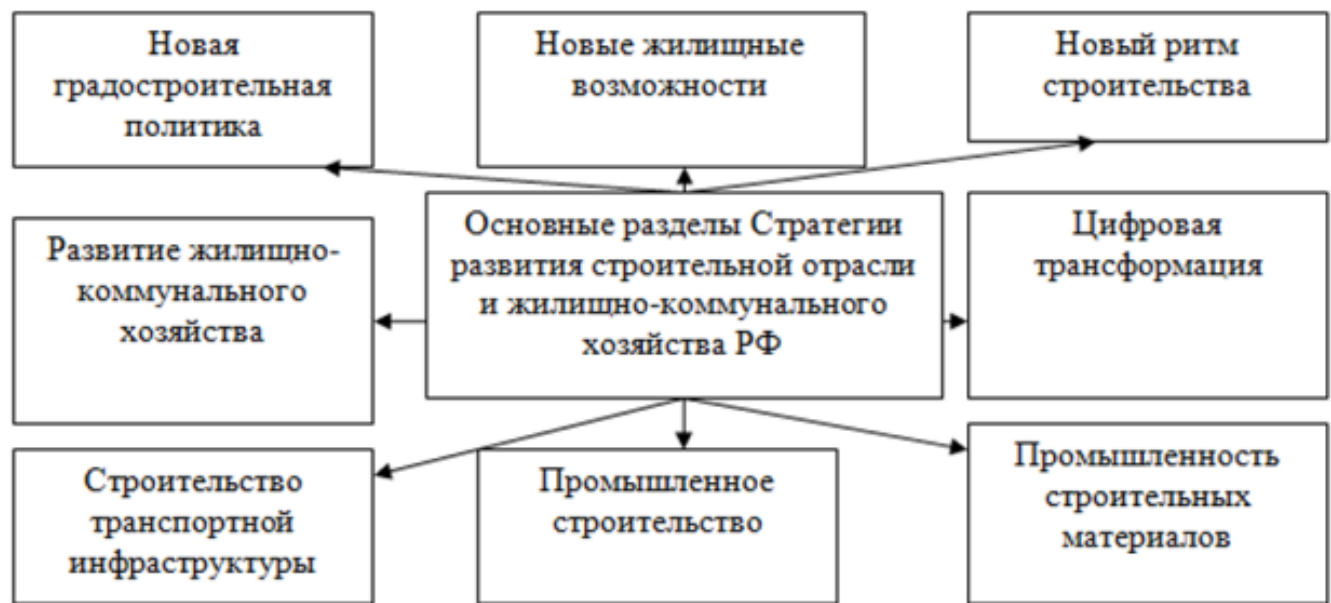 Новая
градостроительная
политика
Новые жилищные
возможности
Новый ритм
строительства
Развитие жилищно-
коммунального
хозяйства
Основные разделы Стратегии
развития строительной отрасли
и жилищно-коммунального
хозяйства РФ
Цифровая
трансформация
Строительство
транспортной
инфраструктуры
Промышленное
строительство
Промышленность
строительных
материалов